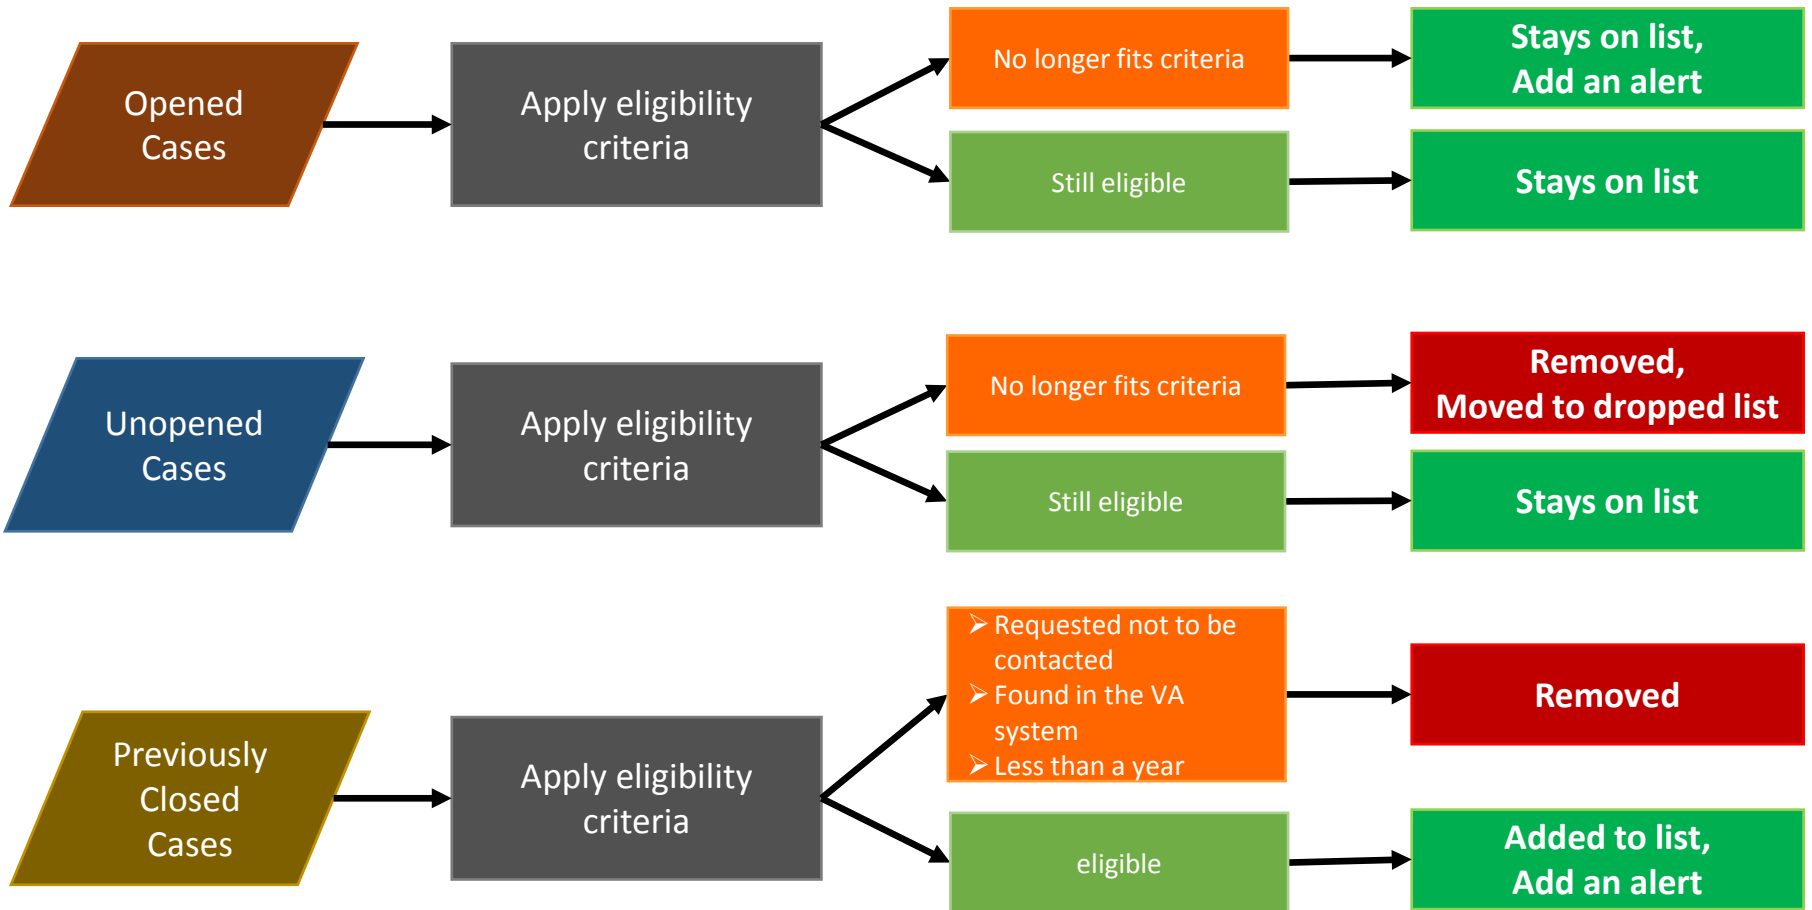 Opened
Cases
Apply eligibility
criteria
No longer fits criteria
Stays on list,
Add an alert
Still eligible
Stays on list
Unopened
Cases
Apply eligibility
criteria
No longer fits criteria
Removed,
Moved to dropped list
Still eligible
Stays on list
Previously
Closed
Cases
Apply eligibility
criteria
➢ Requested not to be
contacted
➢ Found in the VA
system
➢ Less than a year
Removed
eligible
Added to list,
Add an alert